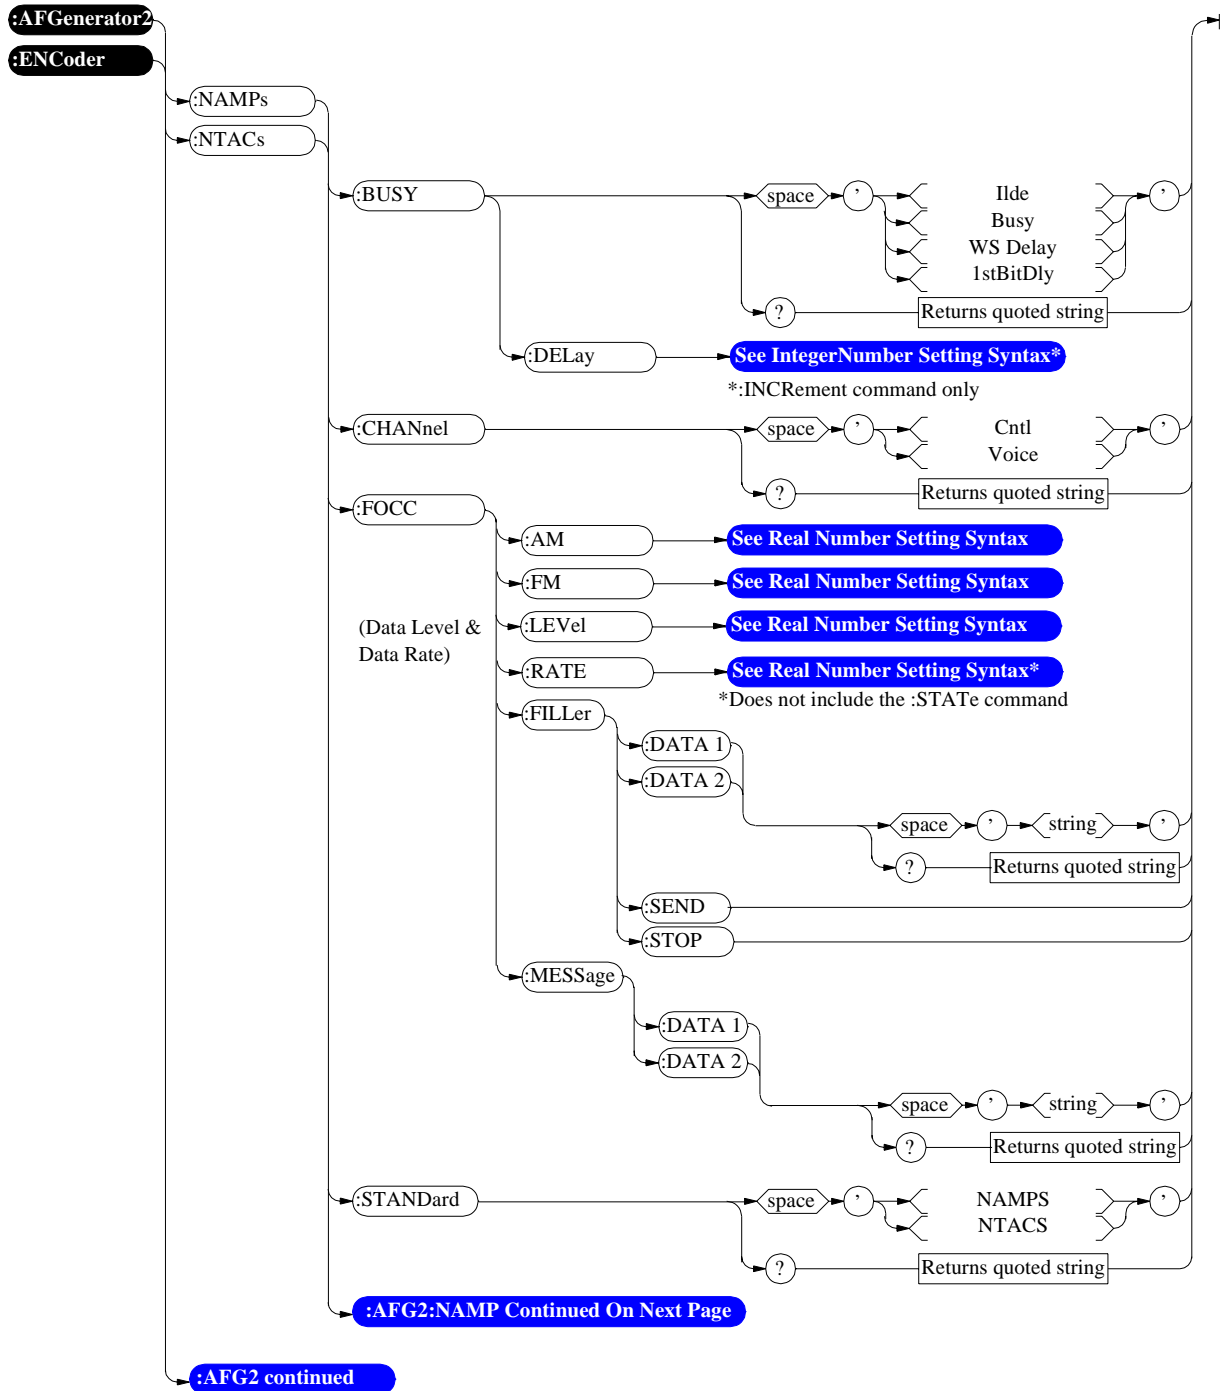 :AFGenerator2
:ENCoder
:NAMPs
:NTACs
:BUSY
space ’ Ilde ’
Busy
WS Delay
1stBitDly
? Returns quoted string
:DELay See IntegerNumber Setting Syntax*
*:INCRement command only
:CHANnel space ’ Cntl ’
Voice
? Returns quoted string
:FOCC
:AM See Real Number Setting Syntax
:FM See Real Number Setting Syntax
(Data Level &
Data Rate)
:LEVel See Real Number Setting Syntax
:RATE See Real Number Setting Syntax*
*Does not include the :STATe command
:FILLer
:DATA 1
:DATA 2
space ’ string ’
? Returns quoted string
:SEND
:STOP
:MESSage
:DATA 1
:DATA 2
space ’ string ’
? Returns quoted string
:STANDard space ’ NAMPS ’
NTACS
? Returns quoted string
:AFG2:NAMP Continued On Next Page
:AFG2 continued